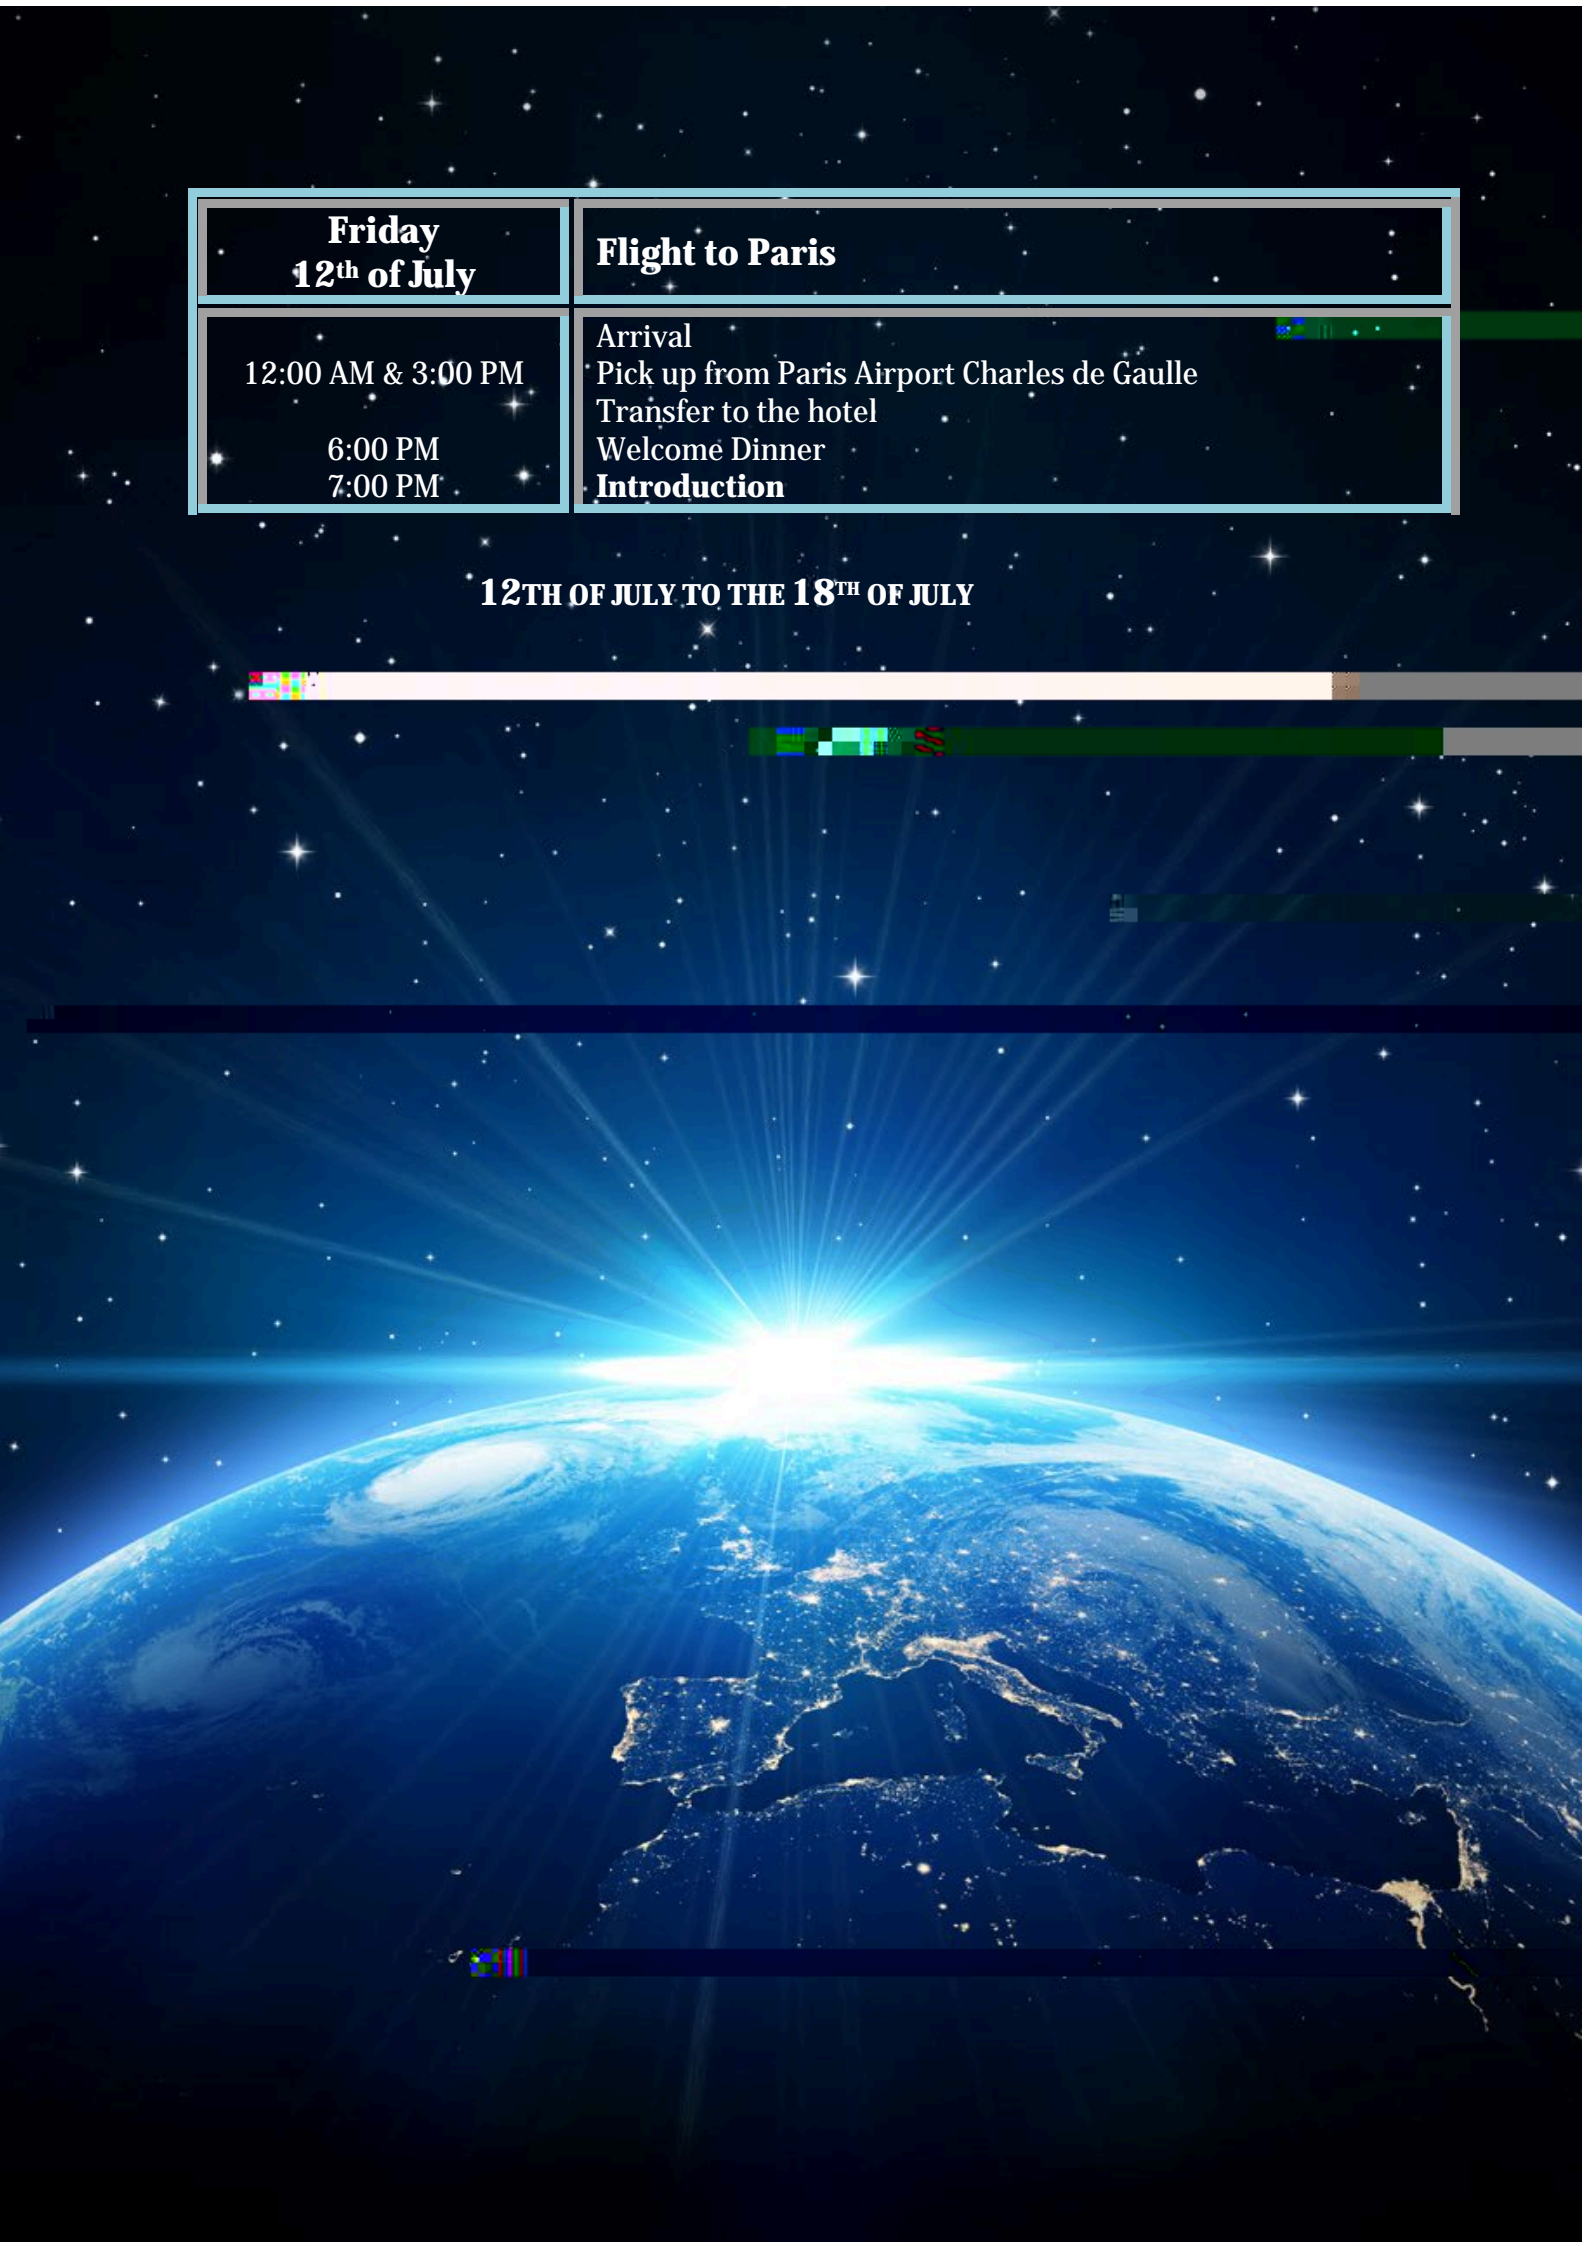 Friday
12th of July
Flight to Paris
Arrival
12:00 AM & 3:00 PM Pick up from Paris Airport Charles de Gaulle
Transfer to the hotel
6:00 PM Welcome Dinner
7:00 PM Introduction
12TH OF JULY TO THE 18TH OF JULY